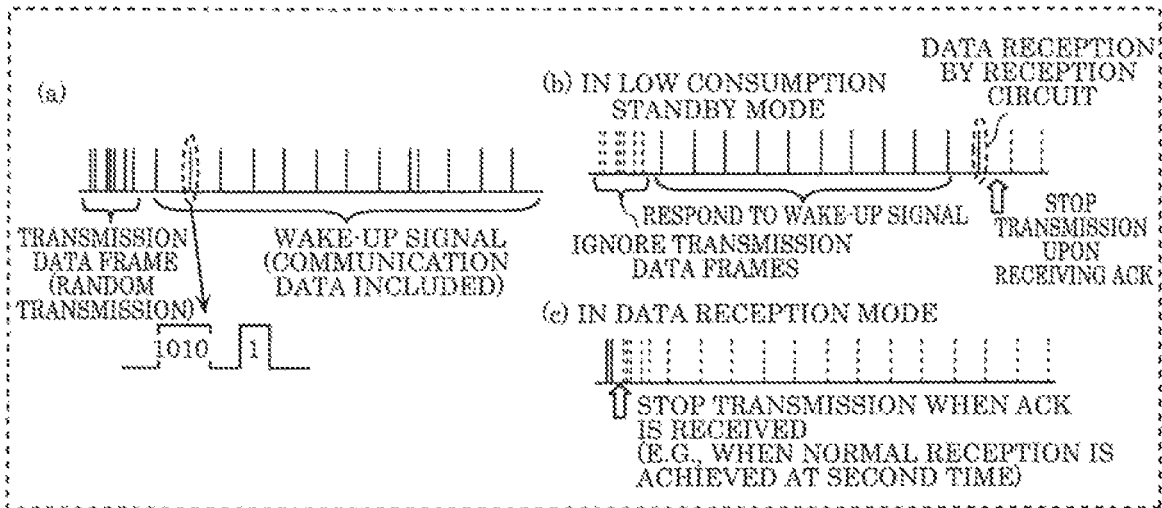 (a)
TRANSMISSION
DATA FRAME
(RANDOM
TRANSMISSION)
WAKE-UP SIGNAL
(COMMUNICATION
DATA INCLUDED)
1010
1
(b) IN LOW CONSUMPTION
STANDBY MODE
DATA RECEPTION
BY RECEPTION
CIRCUIT
RESPOND TO WAKE-UP SIGNAL
IGNORE TRANSMISSION
DATA FRAMES
STOP
TRANSMISSION
UPON
RECEIVING ACK
(c) IN DATA RECEPTION MODE
STOP TRANSMISSION WHEN ACK
IS RECEIVED
(E.G., WHEN NORMAL RECEPTION IS
ACHIEVED AT SECOND TIME)